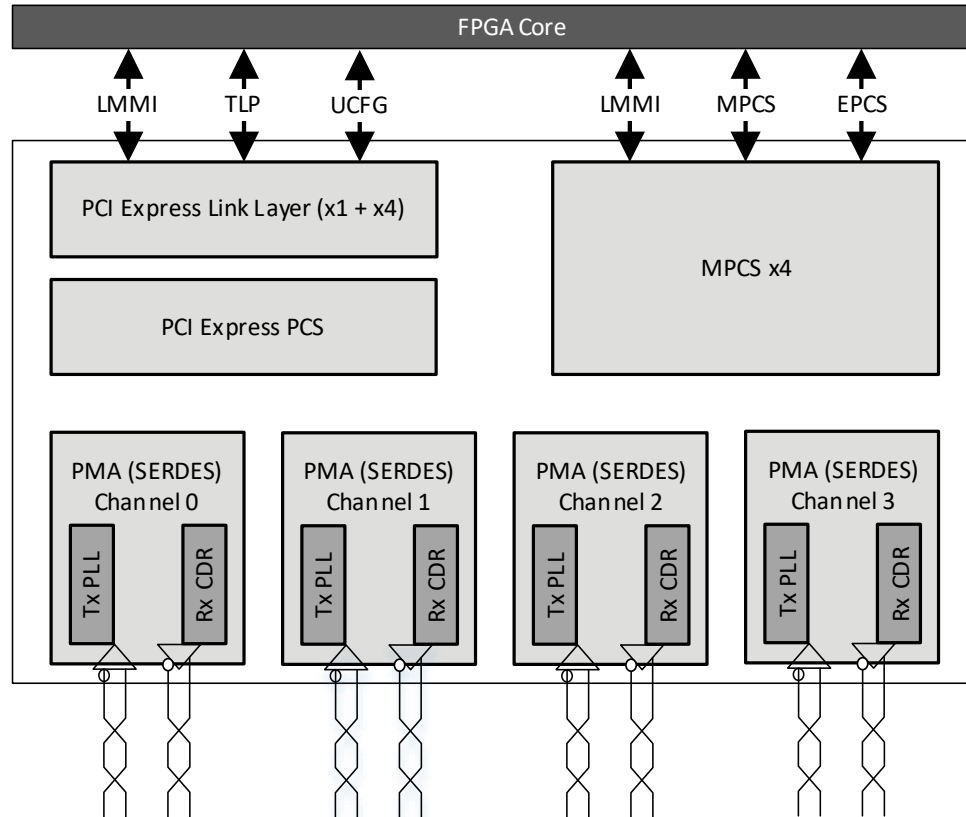 FPGA Core
LMMI TLP UCFG LMMI MPCS EPCS
PCI Express Link Layer (x1 + x4)
MPCS x4
PCI Express PCS
PMA (SERDES)
Channel 0
Tx PLL
Rx CDR
PMA (SERDES)
Channel 1
Tx PLL
Rx CDR
PMA (SERDES)
Channel 2
Tx PLL
Rx CDR
PMA (SERDES)
Channel 3
Tx PLL
Rx CDR